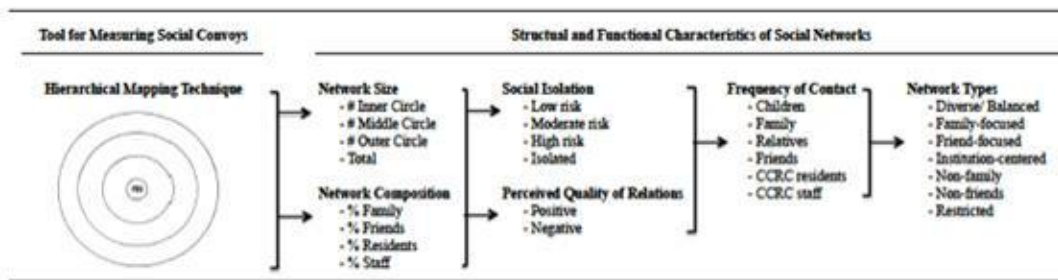 Tool for Measuring Social Convoys
Structual and Functional Characteristics of Social Networks
Hierarchical Mapping Technique
Network Size
- # Inner Circle
- # Middle Circle
- # Outer Circle
- Total
Network Composition
- % Family
- % Friends
- % Residents
- % Staff
Social Isolation
- Low risk
- Moderate risk
- High risk
- Isolated
Perceived Quality of Relations
- Positive
- Negative
Frequency of Contact
- Children
- Family
- Relatives
- Friends
- CCRC residents
- CCRC staff
Network Types
- Diverse/ Balanced
- Family-focused
- Friend-focused
- Institution-centered
- Non-family
- Non-friends
- Restricted